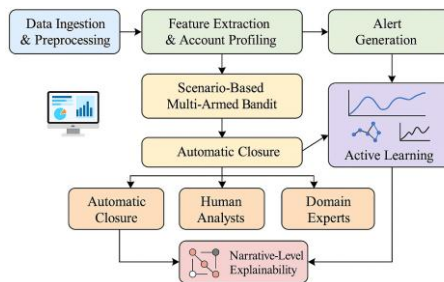 Data Ingestion
& Preprocessing
Feature Extraction
& Account Profiling
Alert
Generation
Scenario-Based
Multi-Armed Bandit
Automatic Closure
Active Learning
Automatic
Closure
Human
Analysts
Domain
Experts
Narrative-Level
Explainability